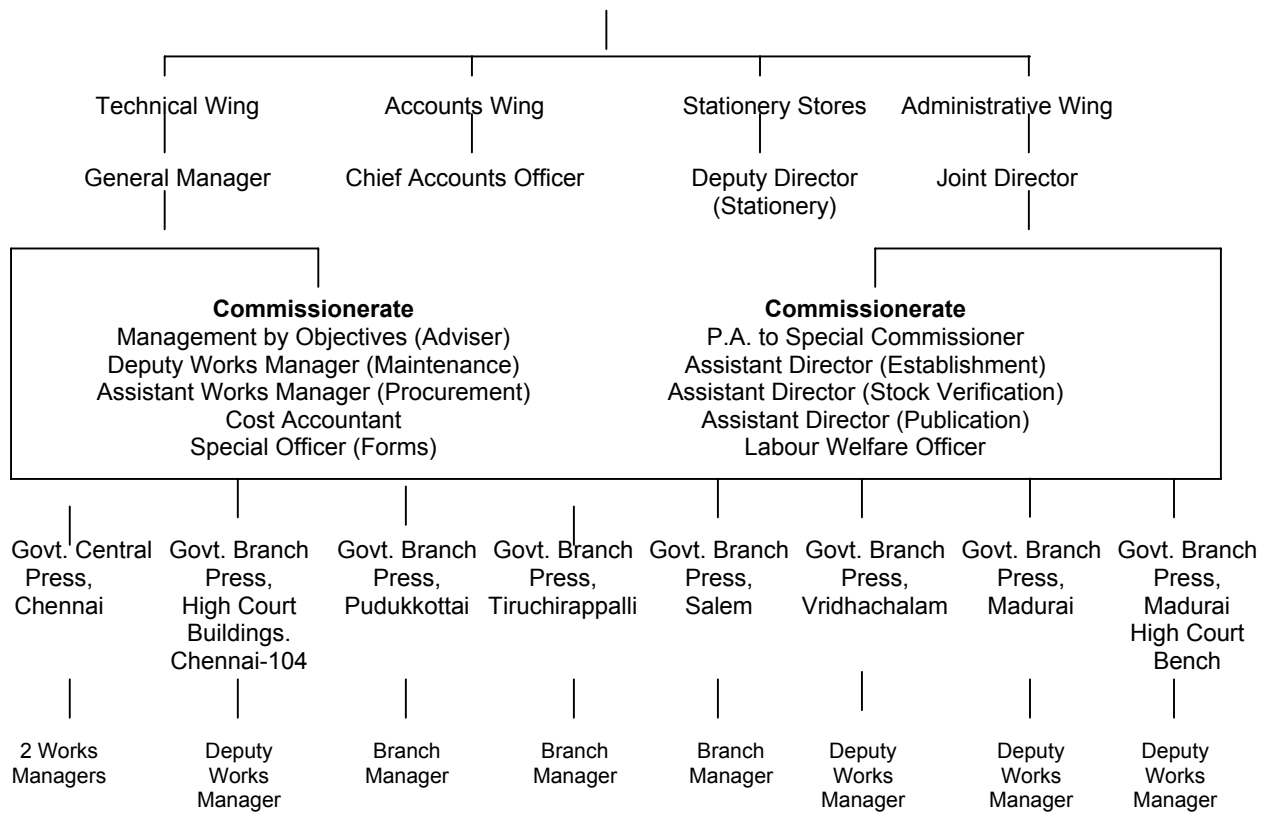 Technical Wing
Accounts Wing
Stationery Stores
Administrative Wing
General Manager
Chief Accounts Officer
Deputy Director
(Stationery)
Joint Director
Commissionerate
Management by Objectives (Adviser)
Deputy Works Manager (Maintenance)
Assistant Works Manager (Procurement)
Cost Accountant
Special Officer (Forms)
Commissionerate
P.A. to Special Commissioner
Assistant Director (Establishment)
Assistant Director (Stock Verification)
Assistant Director (Publication)
Labour Welfare Officer
Govt. Central
Press,
Chennai
Govt. Branch
Press,
High Court
Buildings.
Chennai-104
Govt. Branch
Press,
Pudukkottai
Govt. Branch
Press,
Tiruchirappalli
Govt. Branch
Press,
Salem
Govt. Branch
Press,
Vridhachalam
Govt. Branch
Press,
Madurai
Govt. Branch
Press,
Madurai
High Court
Bench
2 Works
Managers
Deputy
Works
Manager
Branch
Manager
Branch
Manager
Branch
Manager
Deputy
Works
Manager
Deputy
Works
Manager
Deputy
Works
Manager